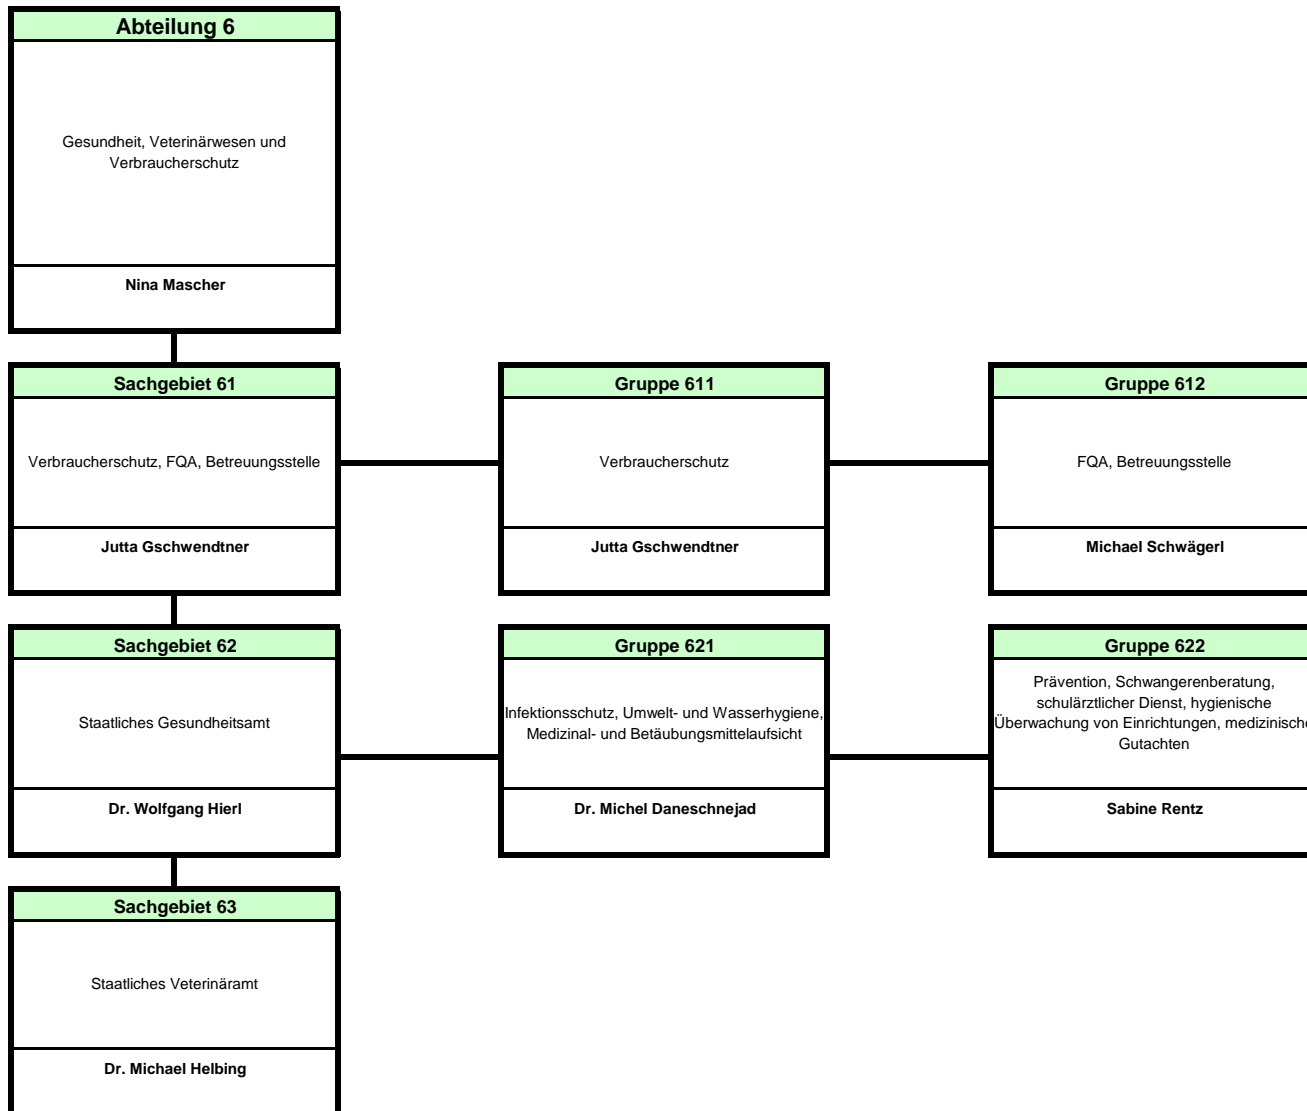 Abteilung 6
Gesundheit, Veterinärwesen und
Verbraucherschutz
Nina Mascher
Sachgebiet 61
Verbraucherschutz, FQA, Betreuungsstelle
Jutta Gschwendtner
Gruppe 611
Verbraucherschutz
Jutta Gschwendtner
Gruppe 612
FQA, Betreuungsstelle
Michael Schwägerl
Sachgebiet 62
Staatliches Gesundheitsamt
Dr. Wolfgang Hierl
Gruppe 621
Infektionsschutz, Umwelt- und Wasserhygiene,
Medizinal- und Betäubungsmittelaufsicht
Dr. Michel Daneschnejad
Gruppe 622
Prävention, Schwangerenberatung,
schulärztlicher Dienst, hygienische
Überwachung von Einrichtungen, medizinische
Gutachten
Sabine Rentz
Sachgebiet 63
Staatliches Veterinäramt
Dr. Michael Helbing